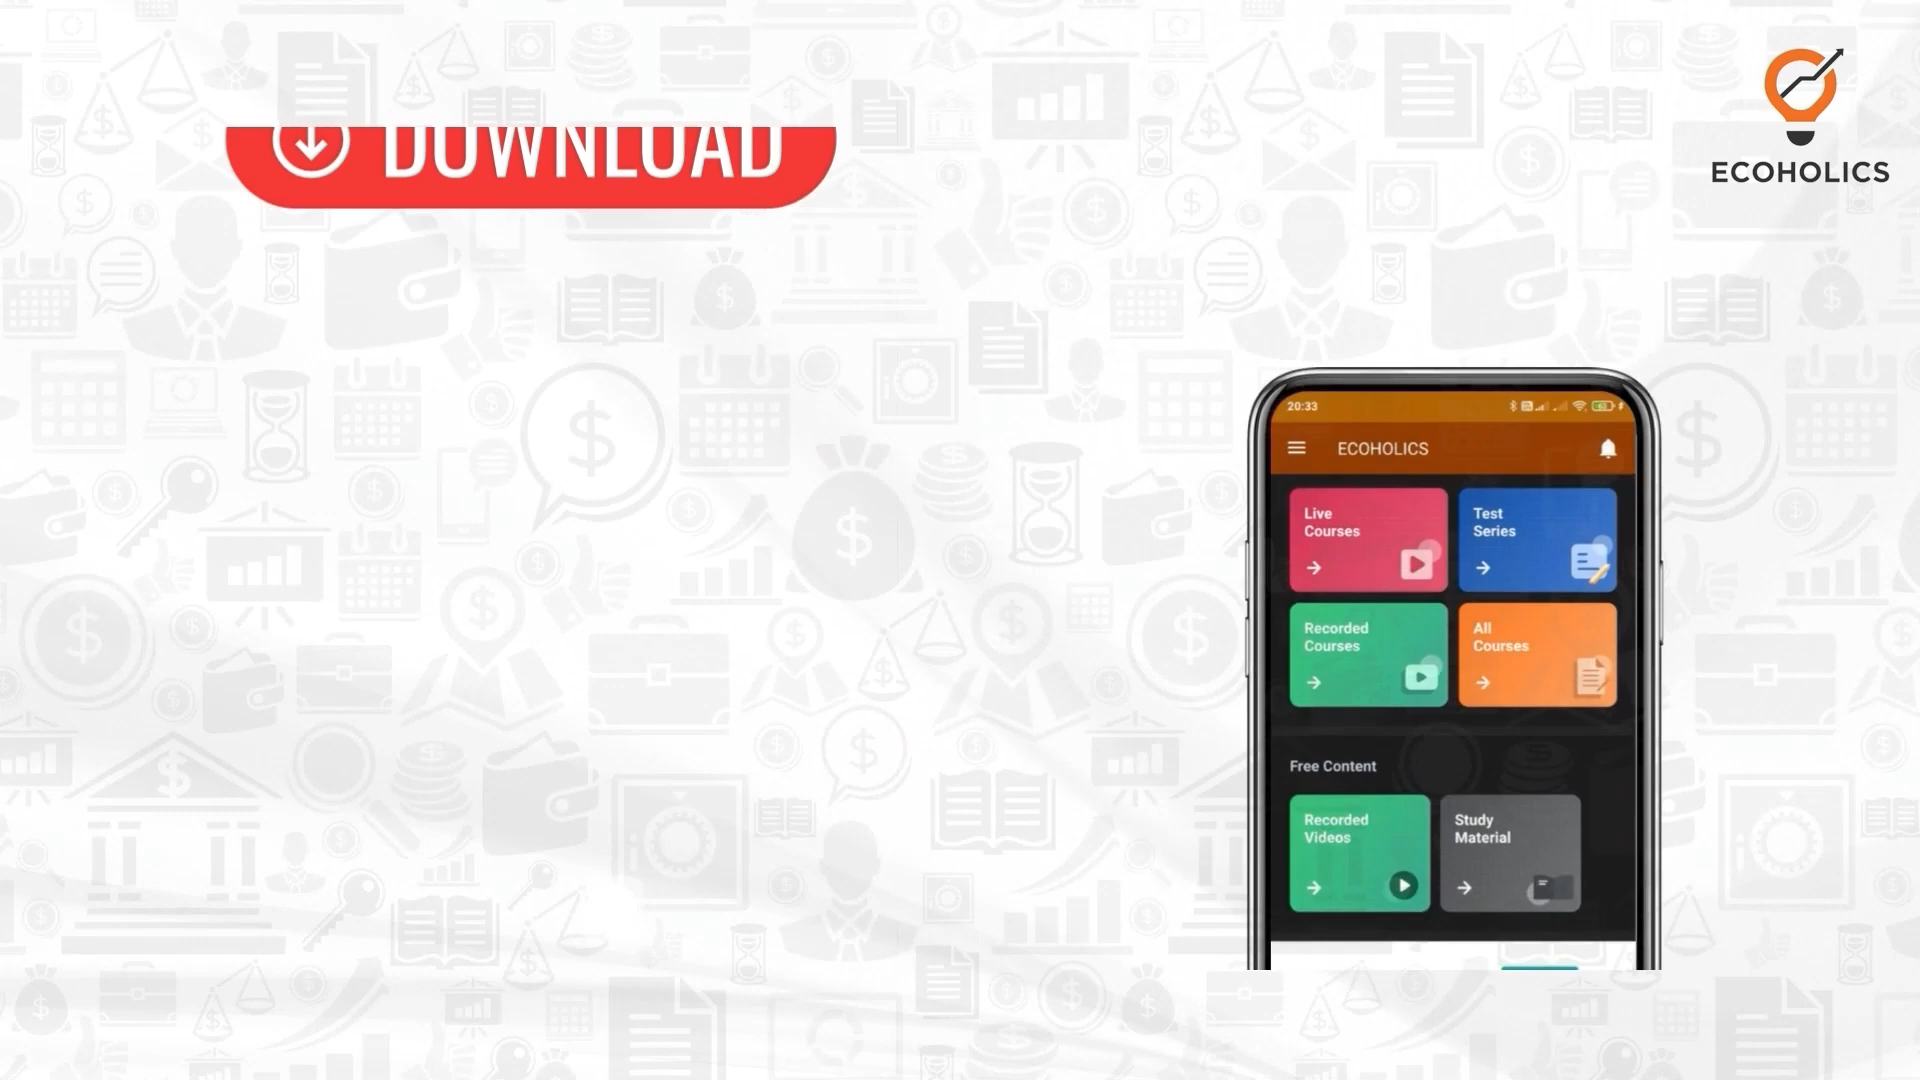 DOWNLOAD
ECOHOLICS
20:33
ECOHOLICS
Live
Courses
Test
Series
Recorded
Courses
All
Courses
Free Content
Recorded
Videos
Study
Material